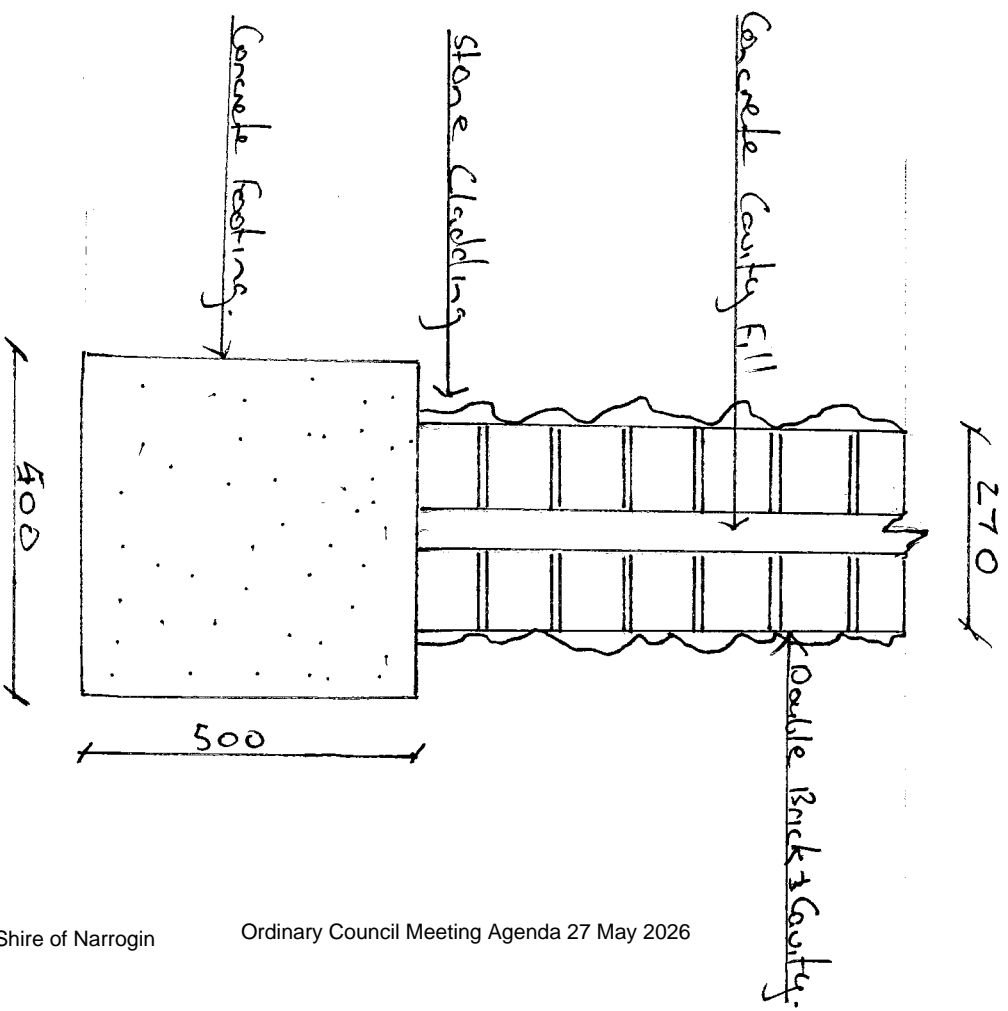 Concrete Cavity Fill
270
Stone Cladding
Double Brick & Cavity.
Concrete Footing.
500
500
Shire of Narrogin
Ordinary Council Meeting Agenda 27 May 2026